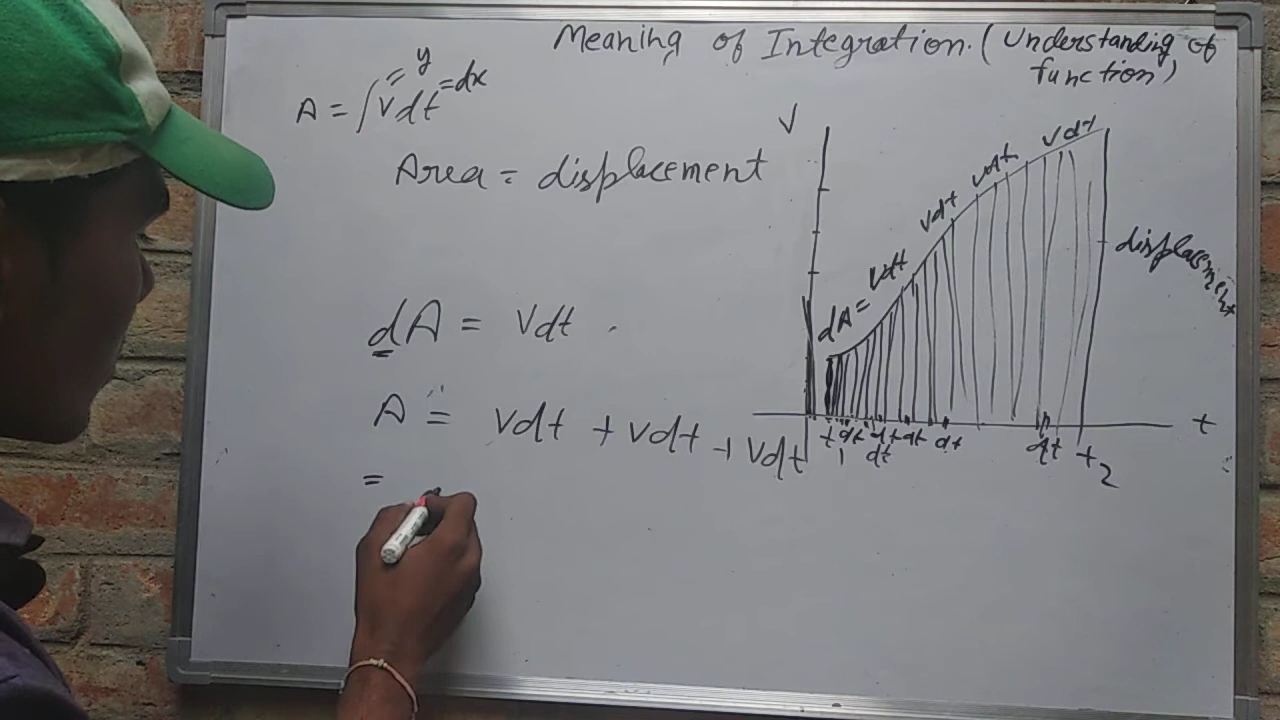 Meaning of Integration. (Understanding of
function)
= y
A = ∫vdt = dx
Area = displacement
dA = Vdt .
A = Vdt + Vdt + Vdt
=
V
dA = Vdt
Vdt
Vdt
Vdt
displacement
t
t1 dt dt dt dt dt dt t2